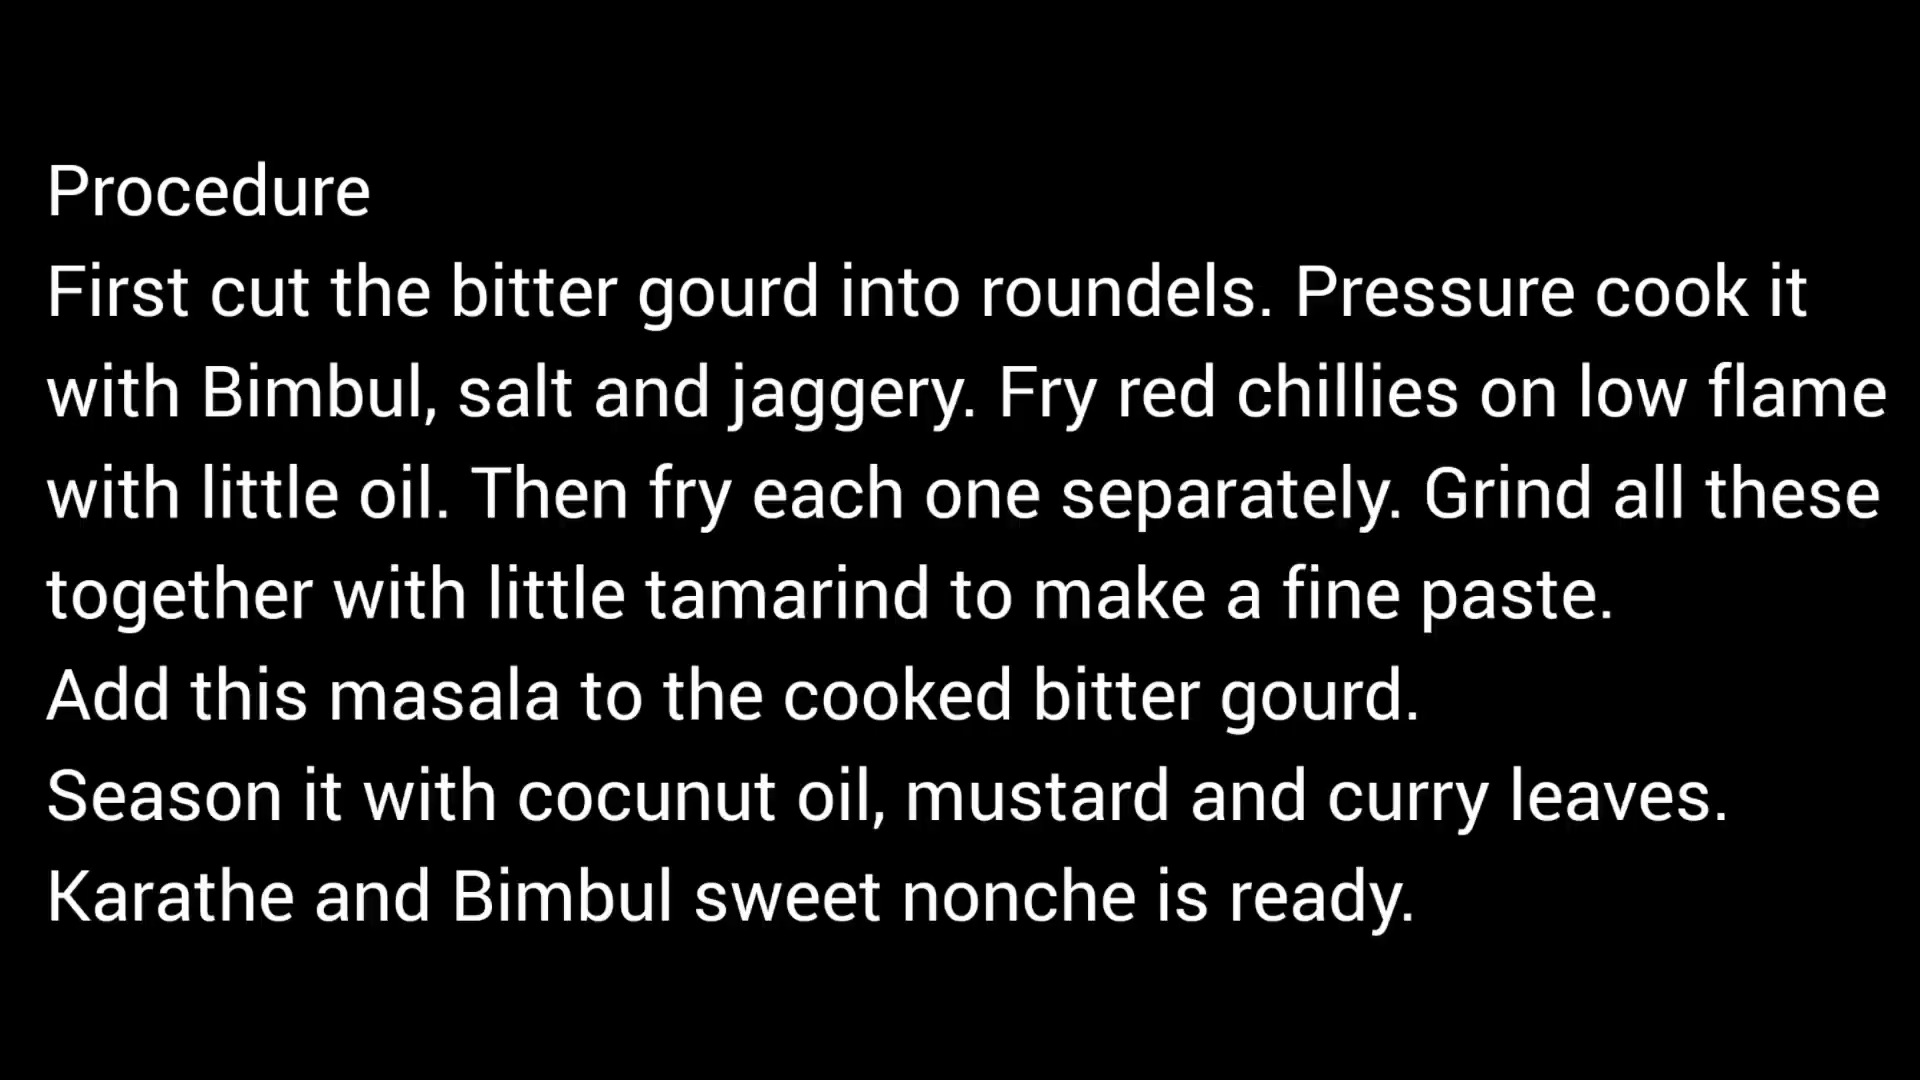 Procedure
First cut the bitter gourd into roundels. Pressure cook it
with Bimbul, salt and jaggery. Fry red chillies on low flame
with little oil. Then fry each one separately. Grind all these
together with little tamarind to make a fine paste.
Add this masala to the cooked bitter gourd.
Season it with cocunut oil, mustard and curry leaves.
Karathe and Bimbul sweet nonche is ready.